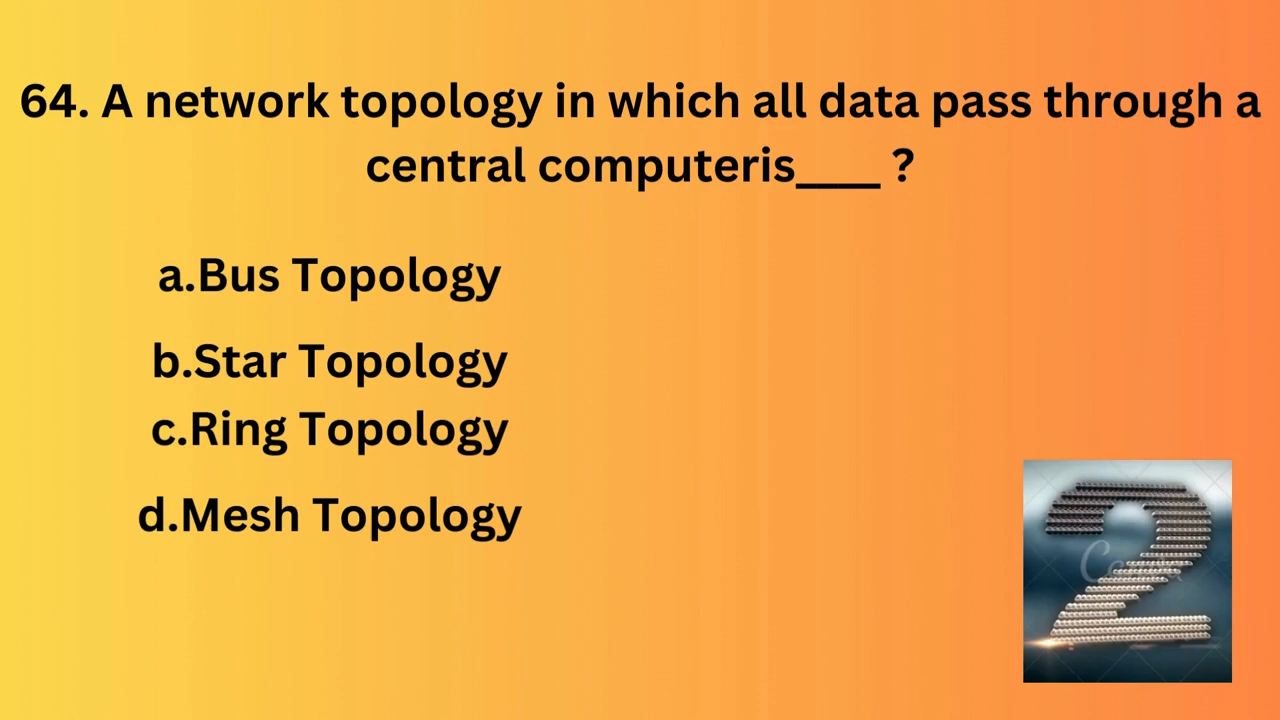 64. A network topology in which all data pass through a
central computeris____ ?
a.Bus Topology
b.Star Topology
c.Ring Topology
d.Mesh Topology
2